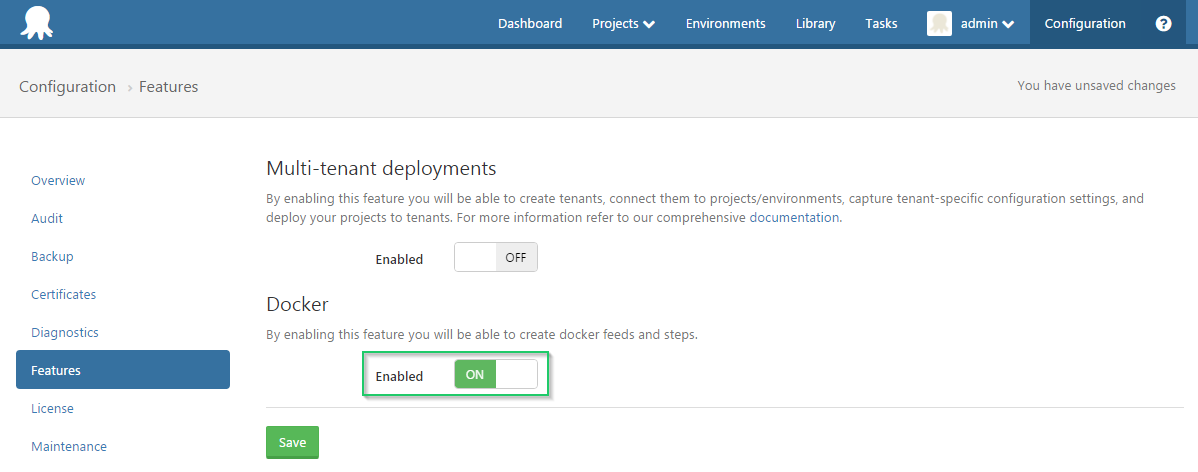 Dashboard Projects Environments Library Tasks admin Configuration ?
Configuration › Features You have unsaved changes
Overview
Audit
Backup
Certificates
Diagnostics
Features
License
Maintenance
Multi-tenant deployments
By enabling this feature you will be able to create tenants, connect them to projects/environments, capture tenant-specific configuration settings, and
deploy your projects to tenants. For more information refer to our comprehensive documentation.
Enabled OFF
Docker
By enabling this feature you will be able to create docker feeds and steps.
Enabled ON
Save